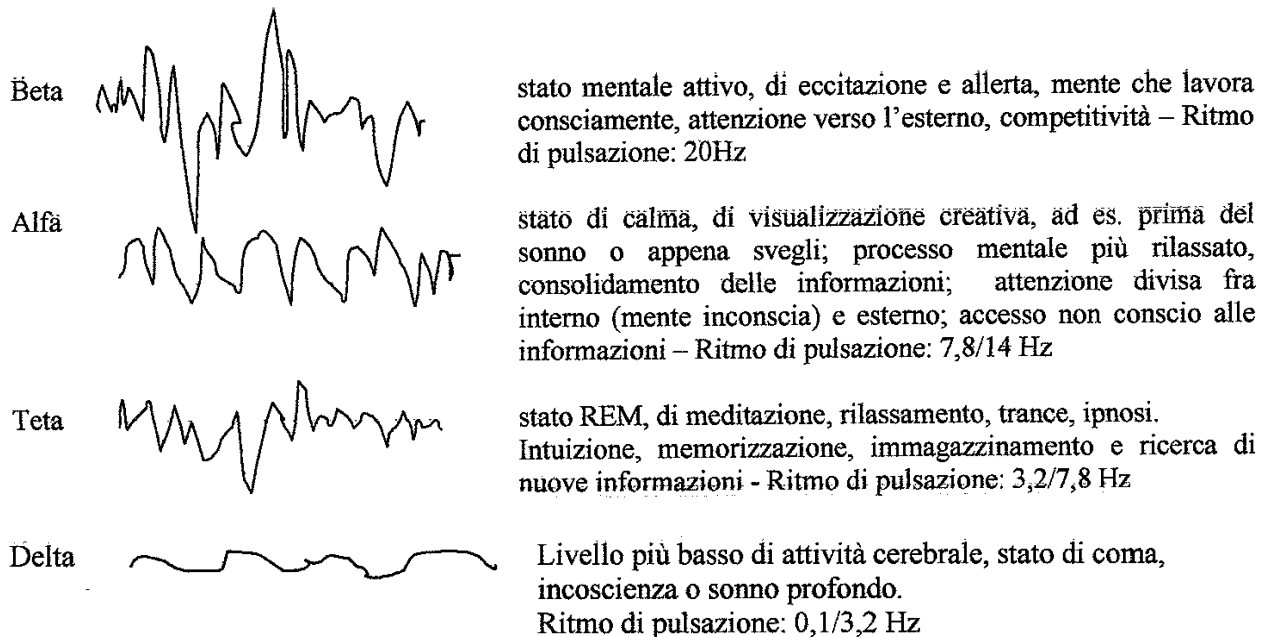 Beta
stato mentale attivo, di eccitazione e allerta, mente che lavora
consciamente, attenzione verso l'esterno, competitività – Ritmo
di pulsazione: 20Hz
Alfa
stato di calma, di visualizzazione creativa, ad es. prima del
sonno o appena svegli; processo mentale più rilassato,
consolidamento delle informazioni; attenzione divisa fra
interno (mente inconscia) e esterno; accesso non conscio alle
informazioni – Ritmo di pulsazione: 7,8/14 Hz
Teta
stato REM, di meditazione, rilassamento, trance, ipnosi.
Intuizione, memorizzazione, immagazzinamento e ricerca di
nuove informazioni - Ritmo di pulsazione: 3,2/7,8 Hz
Delta
Livello più basso di attività cerebrale, stato di coma,
incoscienza o sonno profondo.
Ritmo di pulsazione: 0,1/3,2 Hz